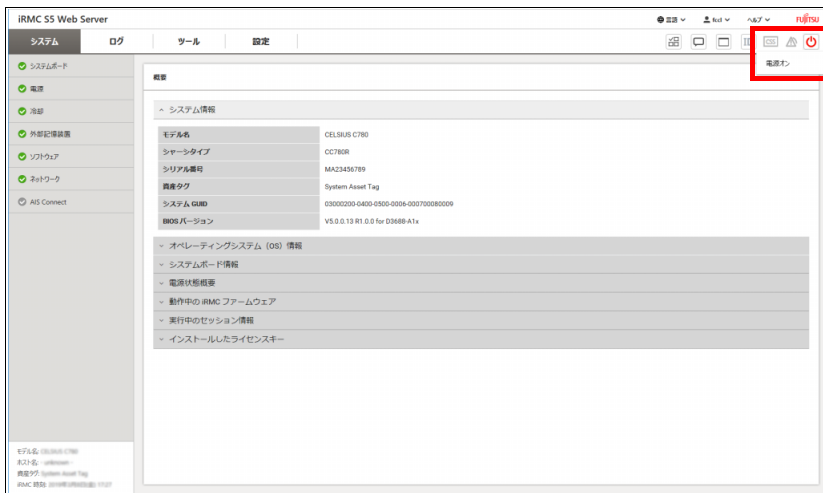 iRMC S5 Web Server
言語 fccl ヘルプ FUJITSU
システム ログ ツール 設定
CSS
電源オン
システムボード
電源
冷却
外部記憶装置
ソフトウェア
ネットワーク
AIS Connect
概要
システム情報
モデル名 CELSIUS C780
シャーシタイプ CC780R
シリアル番号 MA23456789
資産タグ System Asset Tag
システム GUID 03000200-0400-0500-0006-000700080009
BIOS バージョン V5.0.0.13 R1.0.0 for D3688-A1x
オペレーティングシステム（OS）情報
システムボード情報
電源状態概要
動作中の iRMC ファームウェア
実行中のセッション情報
インストールしたライセンスキー
モデル名: CELSIUS C780
ホスト名: - unknown -
資産タグ: System Asset Tag
iRMC 時刻: